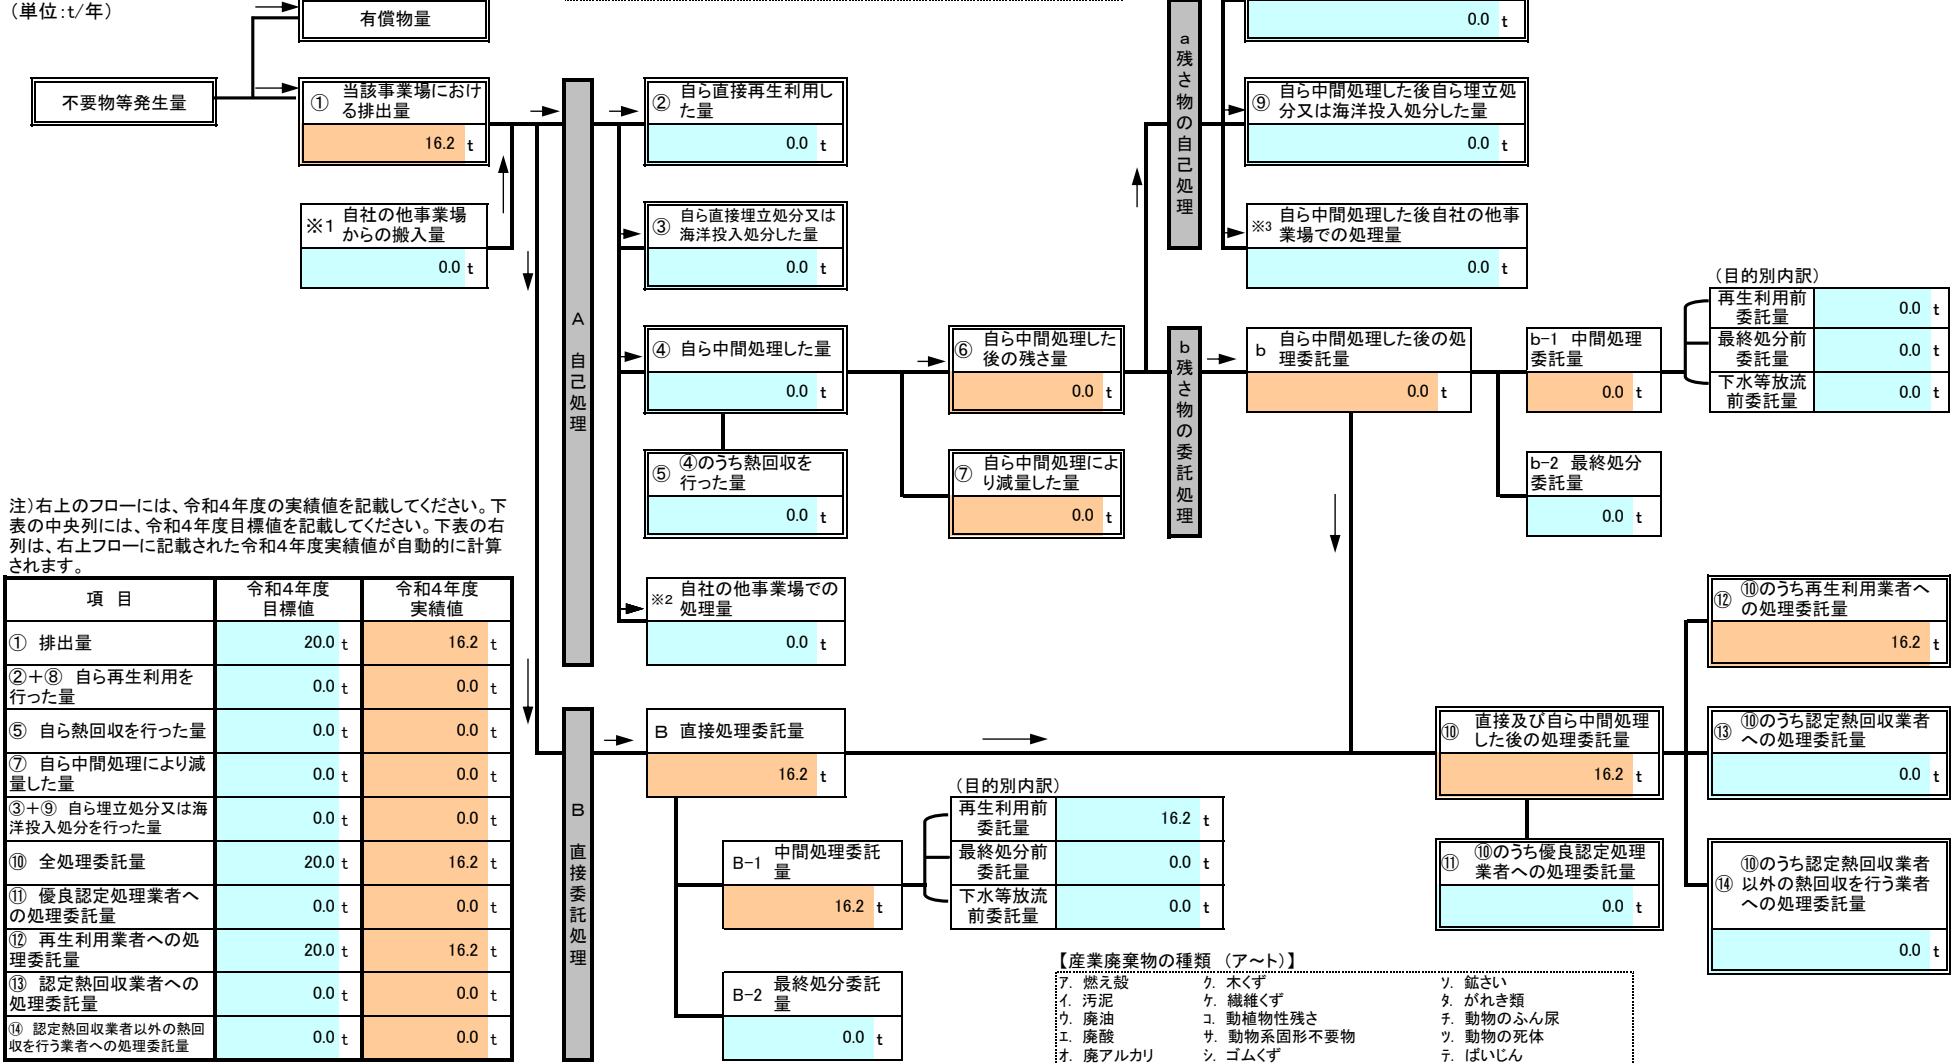 （単位:t/年）
有償物量
不要物等発生量
① 当該事業場におけ
る排出量
16.2 t
※1 自社の他事業場
からの搬入量
0.0 t
A 自己処理
② 自ら直接再生利用し
た量
0.0 t
③ 自ら直接埋立処分又は
海洋投入処分した量
0.0 t
④ 自ら中間処理した量
0.0 t
⑤ ④のうち熱回収を
行った量
0.0 t
※2 自社の他事業場での
処理量
0.0 t
⑥ 自ら中間処理した
後の残さ量
0.0 t
⑦ 自ら中間処理によ
り減量した量
0.0 t
a 残さ物の自己処理
0.0 t
⑨ 自ら中間処理した後自ら埋立処
分又は海洋投入処分した量
0.0 t
※3 自ら中間処理した後自社の他事
業場での処理量
0.0 t
b 残さ物の委託処理
b 自ら中間処理した後の処
理委託量
0.0 t
b-1 中間処理
委託量
0.0 t
b-2 最終処分
委託量
0.0 t
（目的別内訳）
再生利用前
委託量
0.0 t
最終処分前
委託量
0.0 t
下水等放流
前委託量
0.0 t
注）右上のフローには、令和４年度の実績値を記載してください。下
表の中央列には、令和４年度目標値を記載してください。下表の右
列は、右上フローに記載された令和４年度実績値が自動的に計算
されます。
項 目
令和４年度
目標値
令和４年度
実績値
① 排出量 20.0 t 16.2 t
②＋⑧ 自ら再生利用を
行った量 0.0 t 0.0 t
⑤ 自ら熱回収を行った量 0.0 t 0.0 t
⑦ 自ら中間処理により減
量した量 0.0 t 0.0 t
③＋⑨ 自ら埋立処分又は海
洋投入処分を行った量 0.0 t 0.0 t
⑩ 全処理委託量 20.0 t 16.2 t
⑪ 優良認定処理業者へ
の処理委託量 0.0 t 0.0 t
⑫ 再生利用業者への処
理委託量 20.0 t 16.2 t
⑬ 認定熱回収業者への
処理委託量 0.0 t 0.0 t
⑭ 認定熱回収業者以外の熱回
収を行う業者への処理委託量 0.0 t 0.0 t
B 直接委託処理
B 直接処理委託量
16.2 t
B-1 中間処理委託
量
16.2 t
B-2 最終処分委託
量
0.0 t
（目的別内訳）
再生利用前
委託量
16.2 t
最終処分前
委託量
0.0 t
下水等放流
前委託量
0.0 t
⑩ 直接及び自ら中間処理
した後の処理委託量
16.2 t
⑪ ⑩のうち優良認定処理
業者への処理委託量
0.0 t
⑫ ⑩のうち再生利用業者へ
の処理委託量
16.2 t
⑬ ⑩のうち認定熱回収業者
への処理委託量
0.0 t
⑭ ⑩のうち認定熱回収業者
以外の熱回収を行う業者
への処理委託量
0.0 t
【産業廃棄物の種類 （ア～ト）】
ア. 燃え殻 ク. 木くず ソ. 鉱さい
イ. 汚泥 ケ. 繊維くず タ. がれき類
ウ. 廃油 コ. 動植物性残さ チ. 動物のふん尿
エ. 廃酸 サ. 動物系固形不要物 ツ. 動物の死体
オ. 廃アルカリ シ. ゴムくず テ. ばいじん